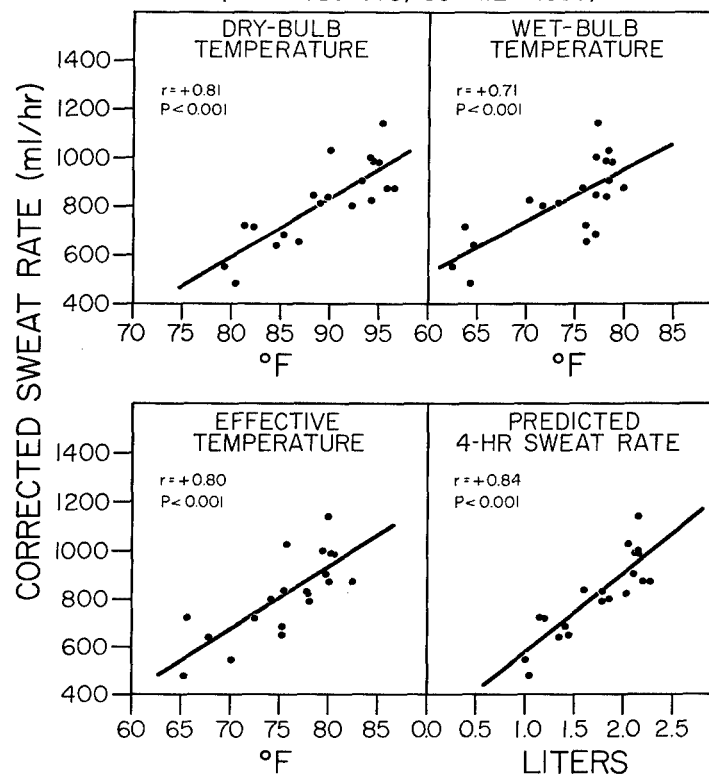 DRY-BULB
TEMPERATURE
WET-BULB
TEMPERATURE
r = +0.81
P < 0.001
r = +0.71
P < 0.001
CORRECTED SWEAT RATE (ml/hr)
1400
1200
1000
800
600
400
70 75 80 85 90 95 60 65 70 75 80 85
°F °F
EFFECTIVE
TEMPERATURE
PREDICTED
4-HR SWEAT RATE
r = +0.80
P < 0.001
r = +0.84
P < 0.001
1400
1200
1000
800
600
400
60 65 70 75 80 85 0.0 0.5 1.0 1.5 2.0 2.5
°F LITERS